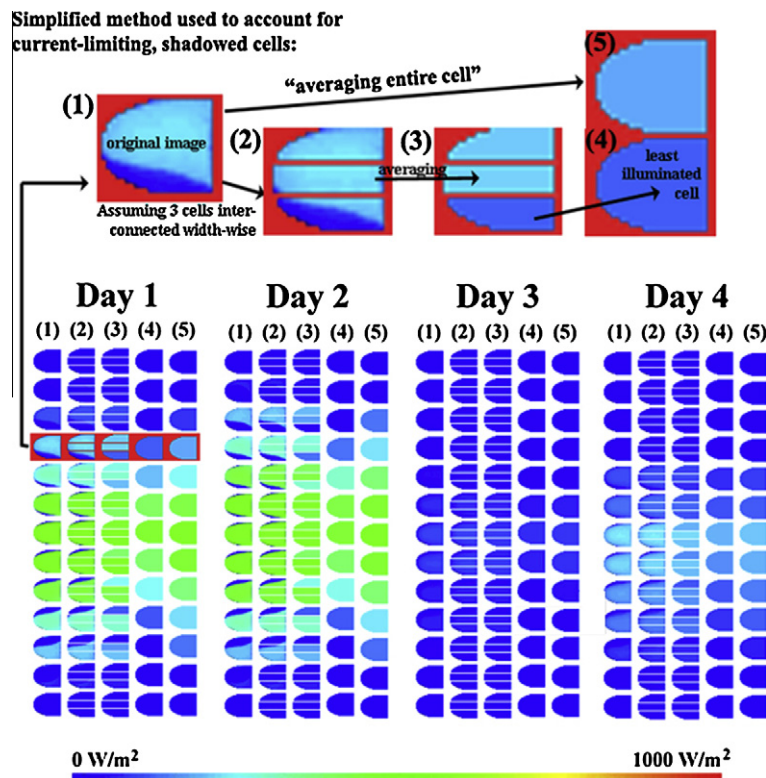 Simplified method used to account for
current-limiting, shadowed cells:
(1)
original image
"averaging entire cell"
(5)
(2)
(3)
averaging
(4)
least
illuminated
cell
Assuming 3 cells inter-
connected width-wise
Day 1
Day 2
Day 3
Day 4
(1) (2) (3) (4) (5)
(1) (2) (3) (4) (5)
(1) (2) (3) (4) (5)
(1) (2) (3) (4) (5)
0 W/m²
1000 W/m²